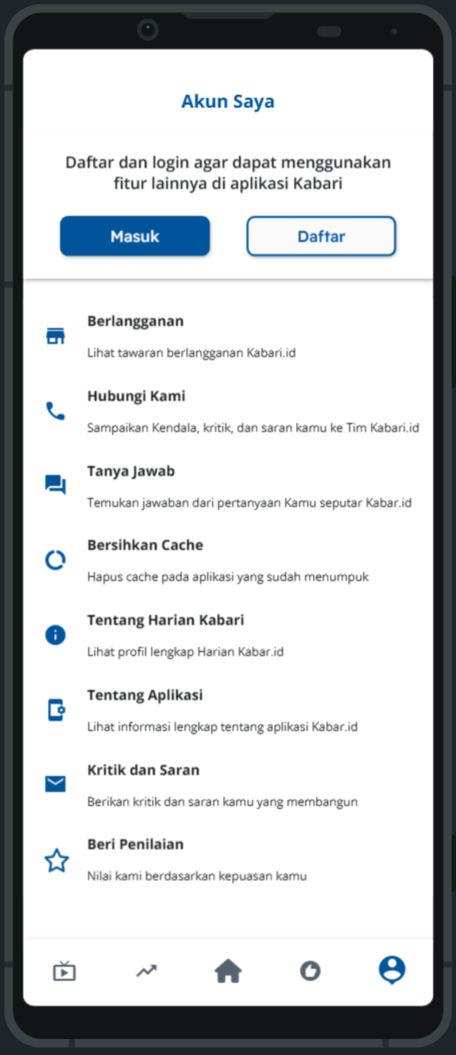 Akun Saya
Daftar dan login agar dapat menggunakan
fitur lainnya di aplikasi Kabari
Masuk
Daftar
Berlangganan
Lihat tawaran berlangganan Kabari.id
Hubungi Kami
Sampaikan Kendala, kritik, dan saran kamu ke Tim Kabari.id
Tanya Jawab
Temukan jawaban dari pertanyaan Kamu seputar Kabar.id
Bersihkan Cache
Hapus cache pada aplikasi yang sudah menumpuk
Tentang Harian Kabari
Lihat profil lengkap Harian Kabar.id
Tentang Aplikasi
Lihat informasi lengkap tentang aplikasi Kabar.id
Kritik dan Saran
Berikan kritik dan saran kamu yang membangun
Beri Penilaian
Nilai kami berdasarkan kepuasan kamu